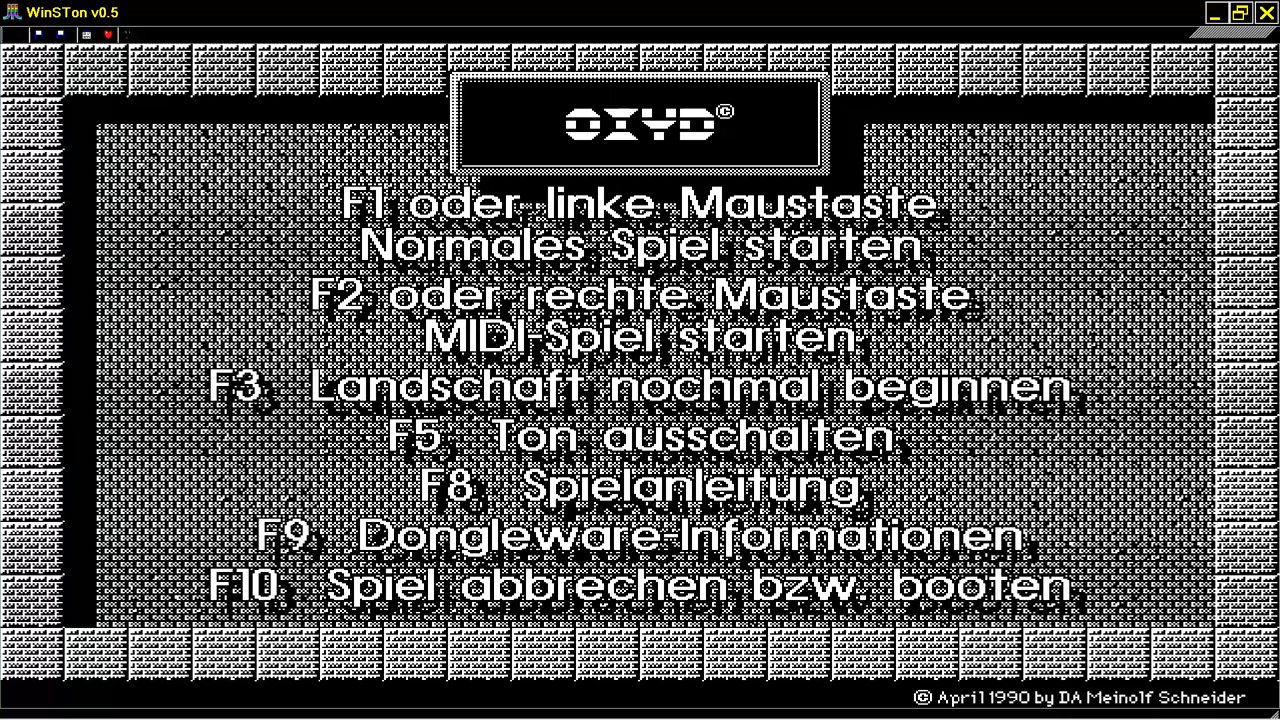 WinSTon v0.5
OXYD©
F1 oder linke Maustaste
Normales Spiel starten
F2 oder rechte Maustaste
MIDI-Spiel starten
F3 Landschaft nochmal beginnen
F5 Ton ausschalten
F8 Spielanleitung
F9 Dongleware-Informationen
F10 Spiel abbrechen bzw. booten
© April 1990 by DA Meinolf Schneider